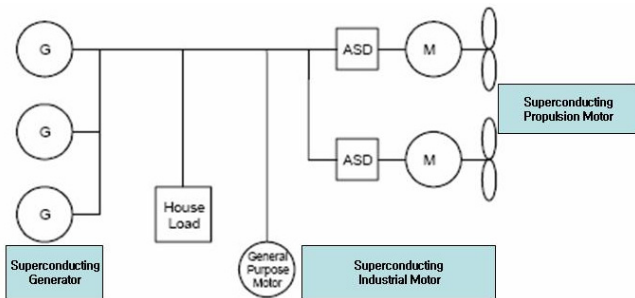 G
ASD
M
Superconducting
Propulsion Motor
G
ASD
M
G
House
Load
General
Purpose
Motor
Superconducting
Generator
Superconducting
Industrial Motor